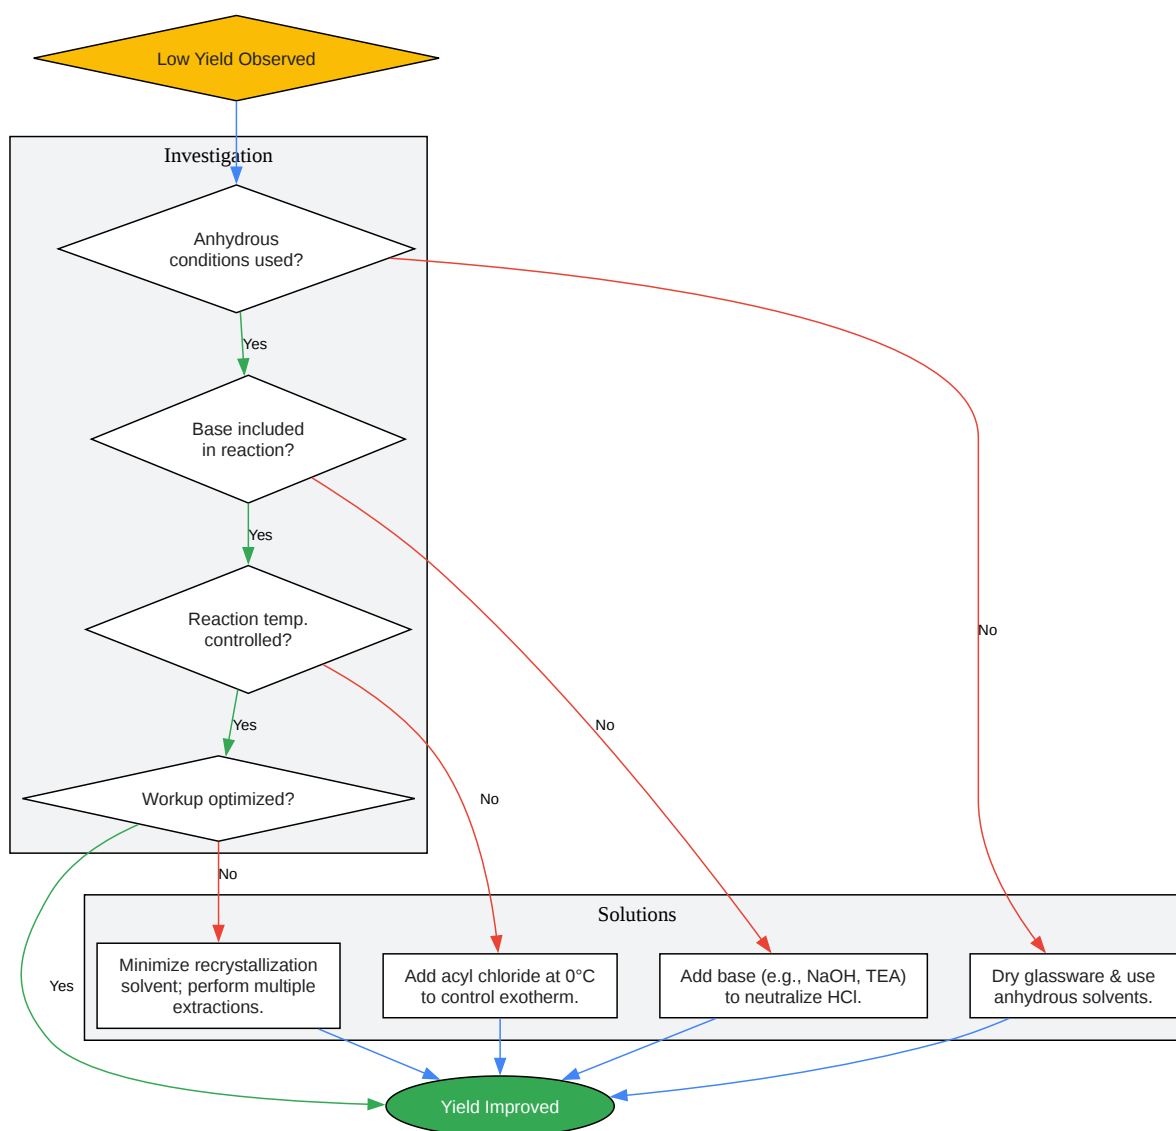 Low Yield Observed
Investigation
Anhydrous
conditions used?
Yes
Base included
in reaction?
Yes
Reaction temp.
controlled?
No
Yes
No
Workup optimized?
No
No
Solutions
Minimize recrystallization
solvent; perform multiple
extractions.
Add acyl chloride at 0°C
to control exotherm.
Add base (e.g., NaOH, TEA)
to neutralize HCl.
Dry glassware & use
anhydrous solvents.
Yes
Yield Improved